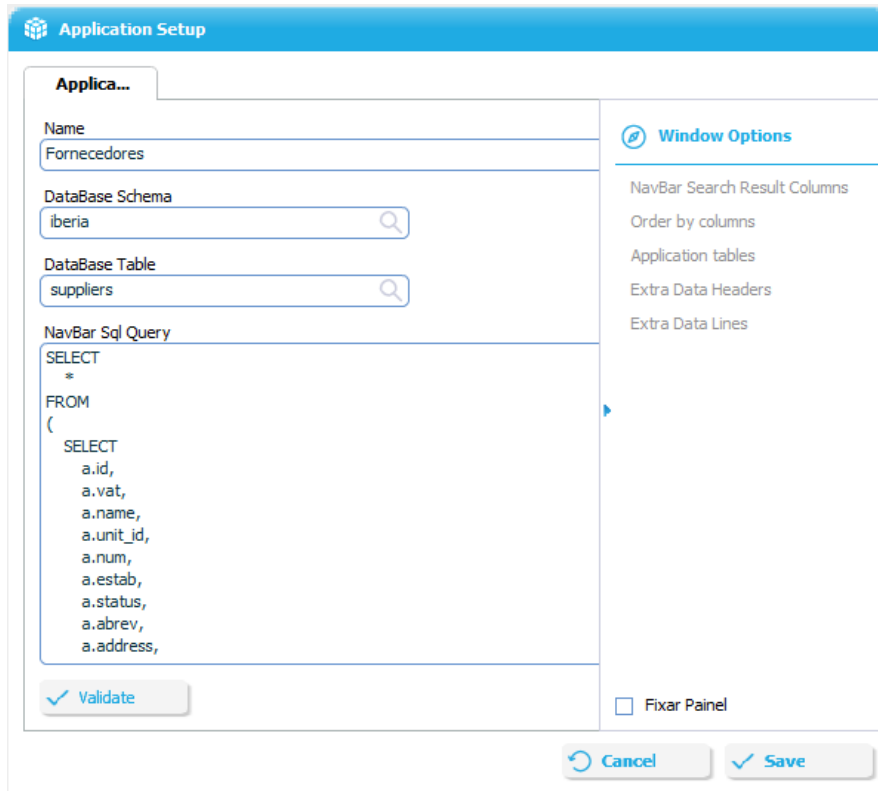 Application Setup
Applica...
Name
Fornecedores
DataBase Schema
iberia
DataBase Table
suppliers
NavBar Sql Query
SELECT
*
FROM
(
SELECT
a.id,
a.vat,
a.name,
a.unit_id,
a.num,
a.estab,
a.status,
a.abrev,
a.address,
Validate
Window Options
NavBar Search Result Columns
Order by columns
Application tables
Extra Data Headers
Extra Data Lines
Fixar Painel
Cancel
Save